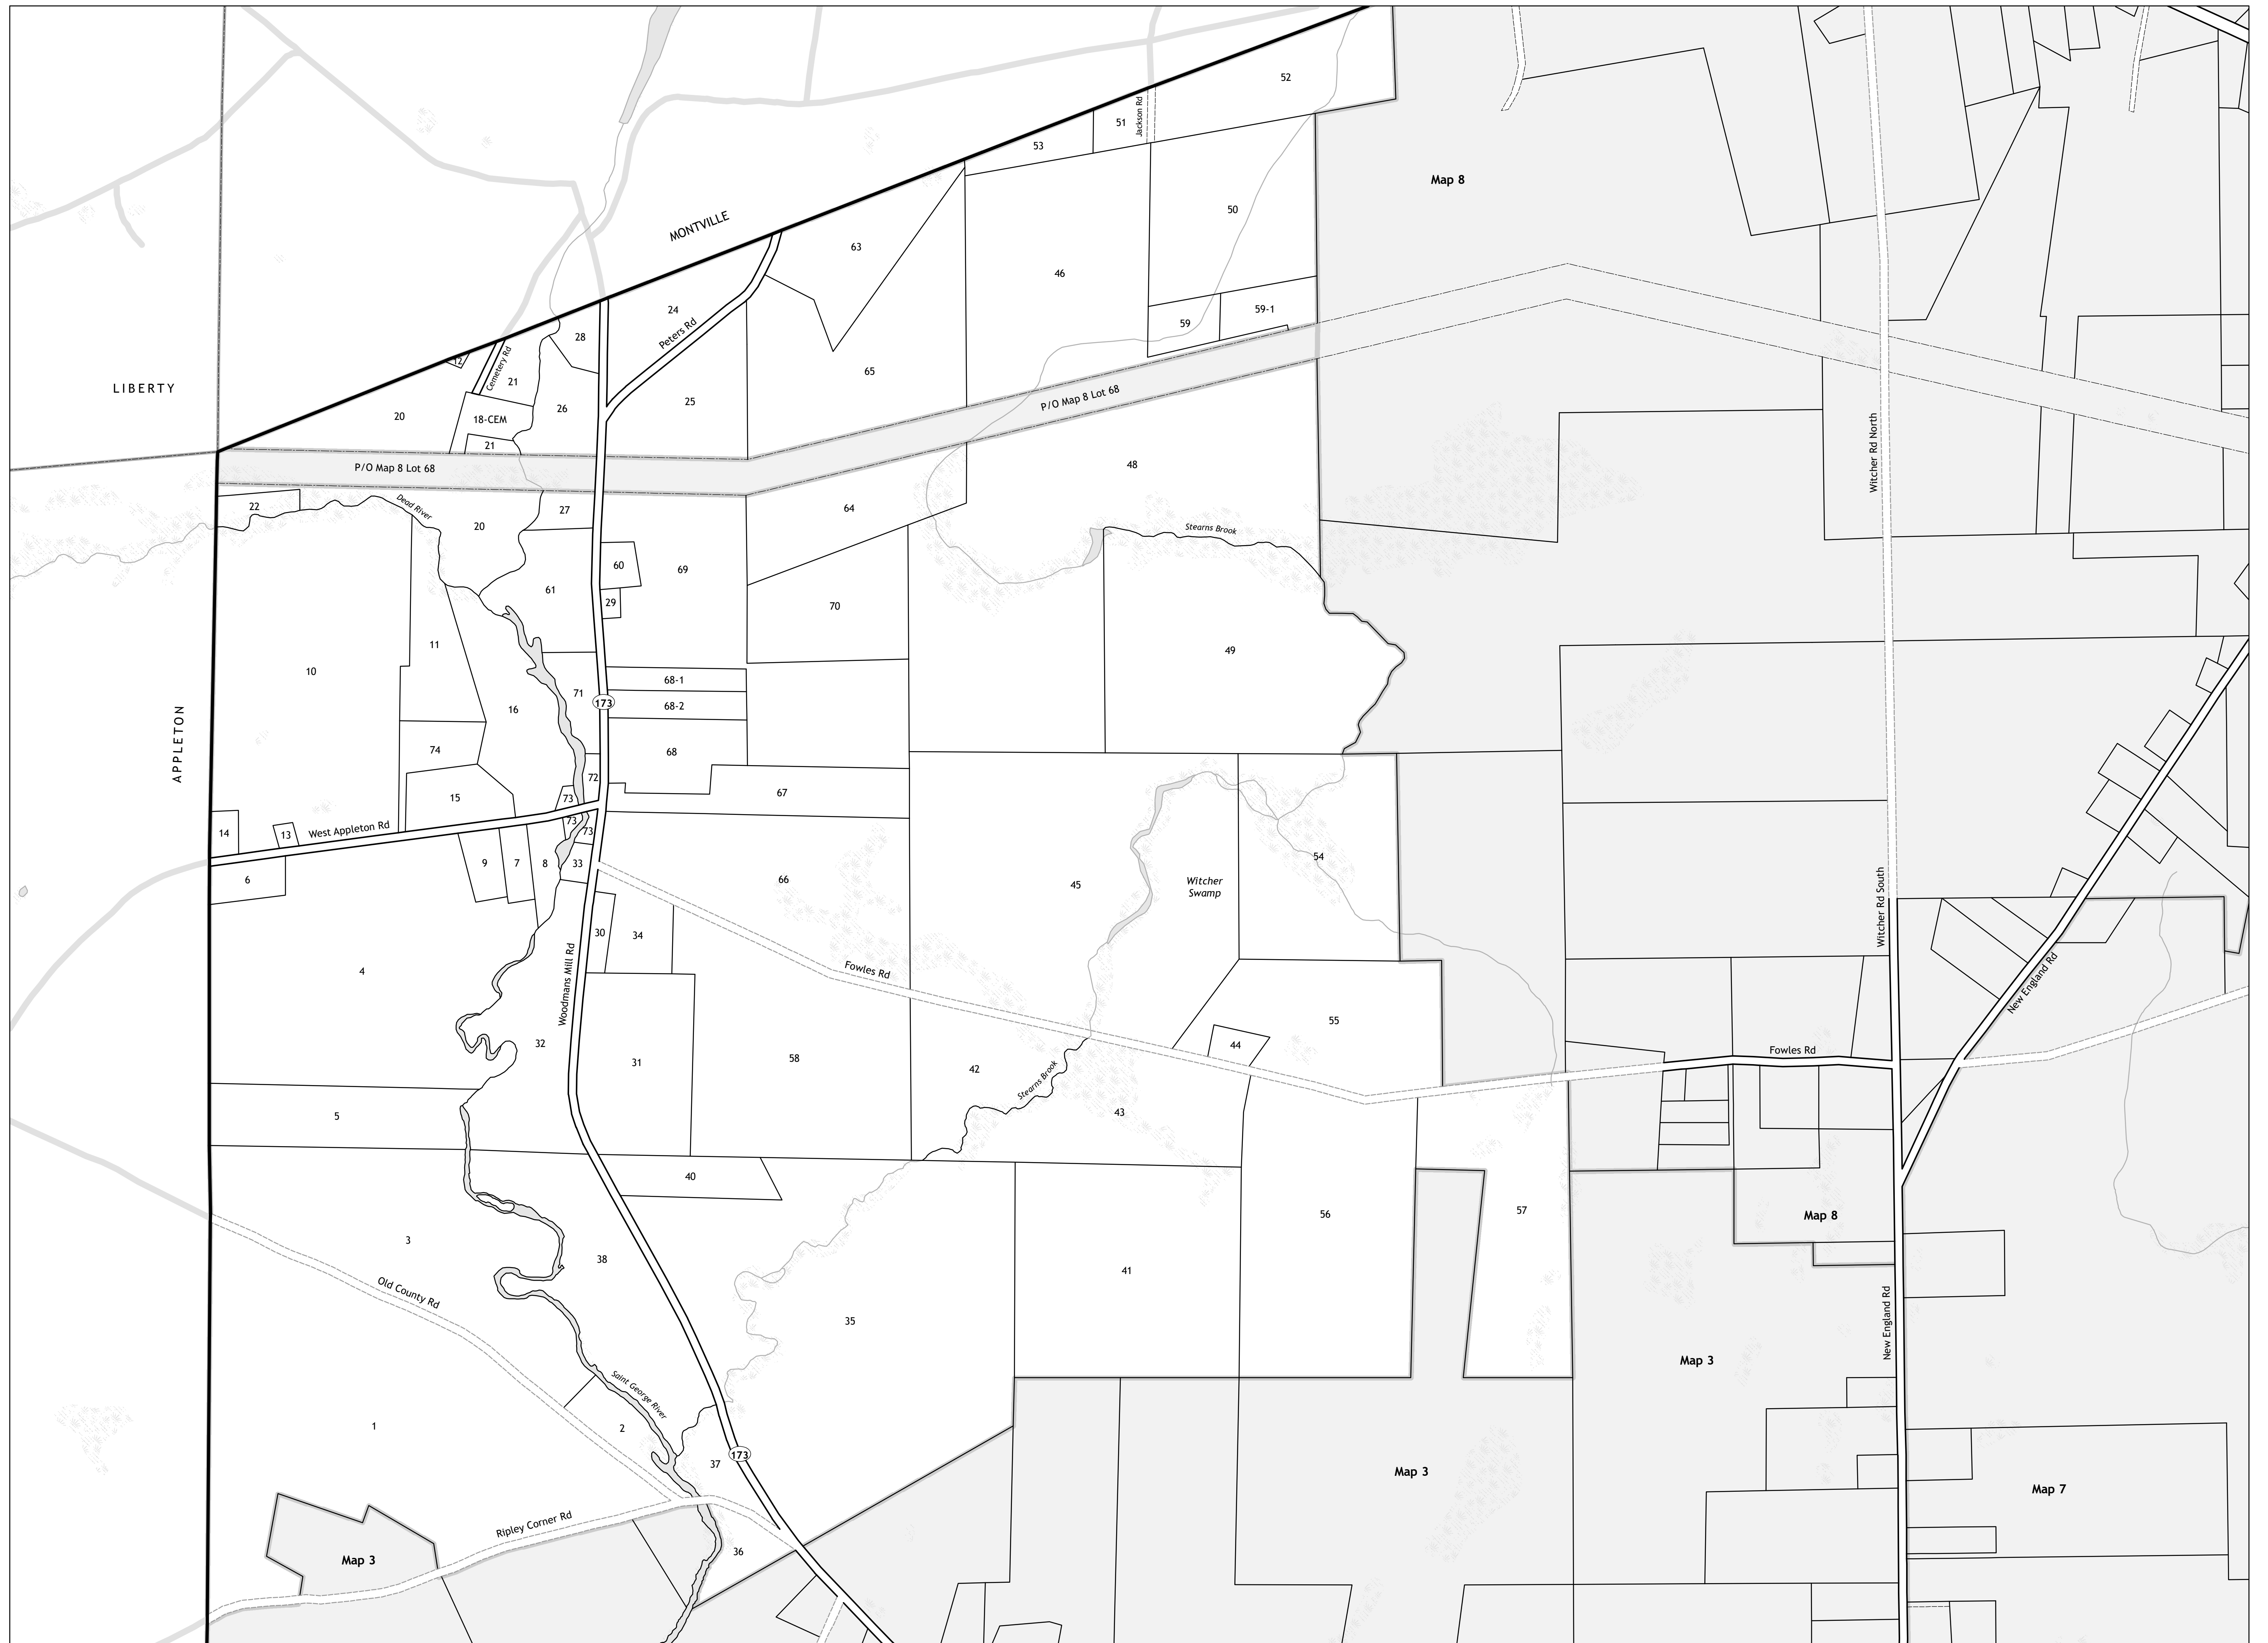 52
51
Jackson Rd
53
Map 8
50
MONTVILLE
63
46
24
59-1
28
59
Peters Rd
12
Cemetery Rd
21
65
LIBERTY
P/O Map 8 Lot 68
25
26
20
18-CEM
21
Witcher Rd North
48
P/O Map 8 Lot 68
22
Dead River
27
64
20
Stearns Brook
60
69
61
29
70
11
49
10
68-1
71
173
68-2
16
APPLETON
74
68
72
67
15
73
West Appleton Rd
14
13
73
73
54
9
7
8
33
6
66
45
Witcher
Swamp
Witcher Rd South
30
34
4
Fowles Rd
Woodmans Mill Rd
New England Rd
55
32
44
Fowles Rd
31
58
42
Stearns Brook
43
5
40
56
57
Map 8
3
38
41
Old County Rd
35
New England Rd
Map 3
Saint George River
1
2
173
37
Map 3
Map 7
Ripley Corner Rd
36
Map 3